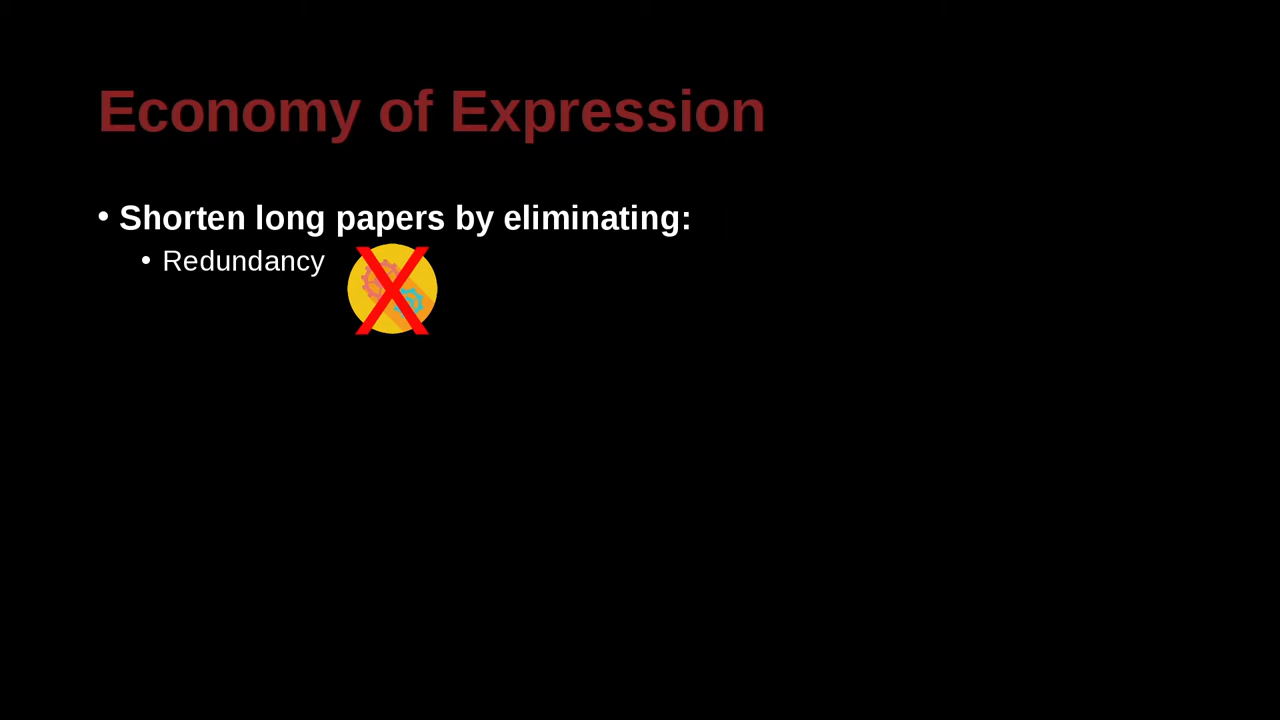 Economy of Expression
• Shorten long papers by eliminating:
• Redundancy
X